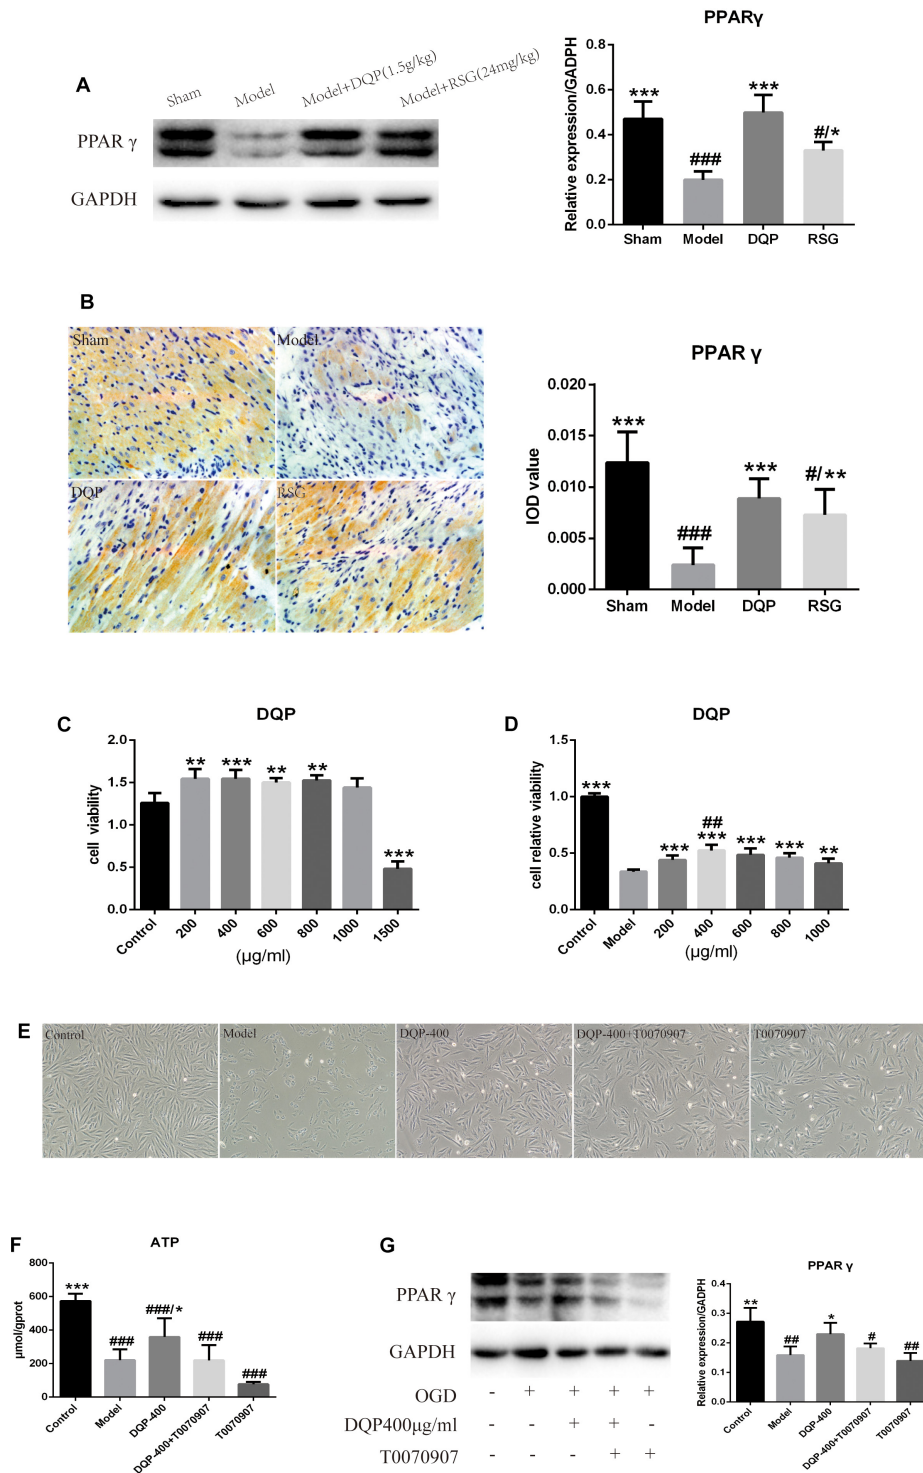 A
Sham
Model
Model+DQP(1.5g/kg)
Model+RSG(24mg/kg)
PPAR γ
GAPDH
PPARγ
Relative expression/GADPH
0.8
0.6
0.4
0.2
0.0
***
###
***
#/*
Sham Model DQP RSG
B
Sham
Model
DQP
RSG
PPAR γ
IOD value
0.020
0.015
0.010
0.005
0.000
***
###
***
#/**
Sham Model DQP RSG
C
DQP
cell viability
2.0
1.5
1.0
0.5
0.0
** *** ** ** ***
Control 200 400 600 800 1000 1500
(μg/ml)
D
DQP
cell relative viability
1.5
1.0
0.5
0.0
***
***
##
***
*** *** **
Control Model 200 400 600 800 1000
(μg/ml)
E
Control
Model
DQP-400
DQP-400+T0070907
T0070907
F
ATP
μmol/gprot
800
600
400
200
0
***
###
###/*
###
###
Control Model DQP-400 DQP-400+T0070907 T0070907
G
PPAR γ
GAPDH
OGD - + + + +
DQP400μg/ml + + -
T0070907 - - - + +
PPAR γ
Relative expression/GADPH
0.4
0.3
0.2
0.1
0.0
**
##
*
#
##
Control Model DQP-400 DQP-400+T0070907 T0070907